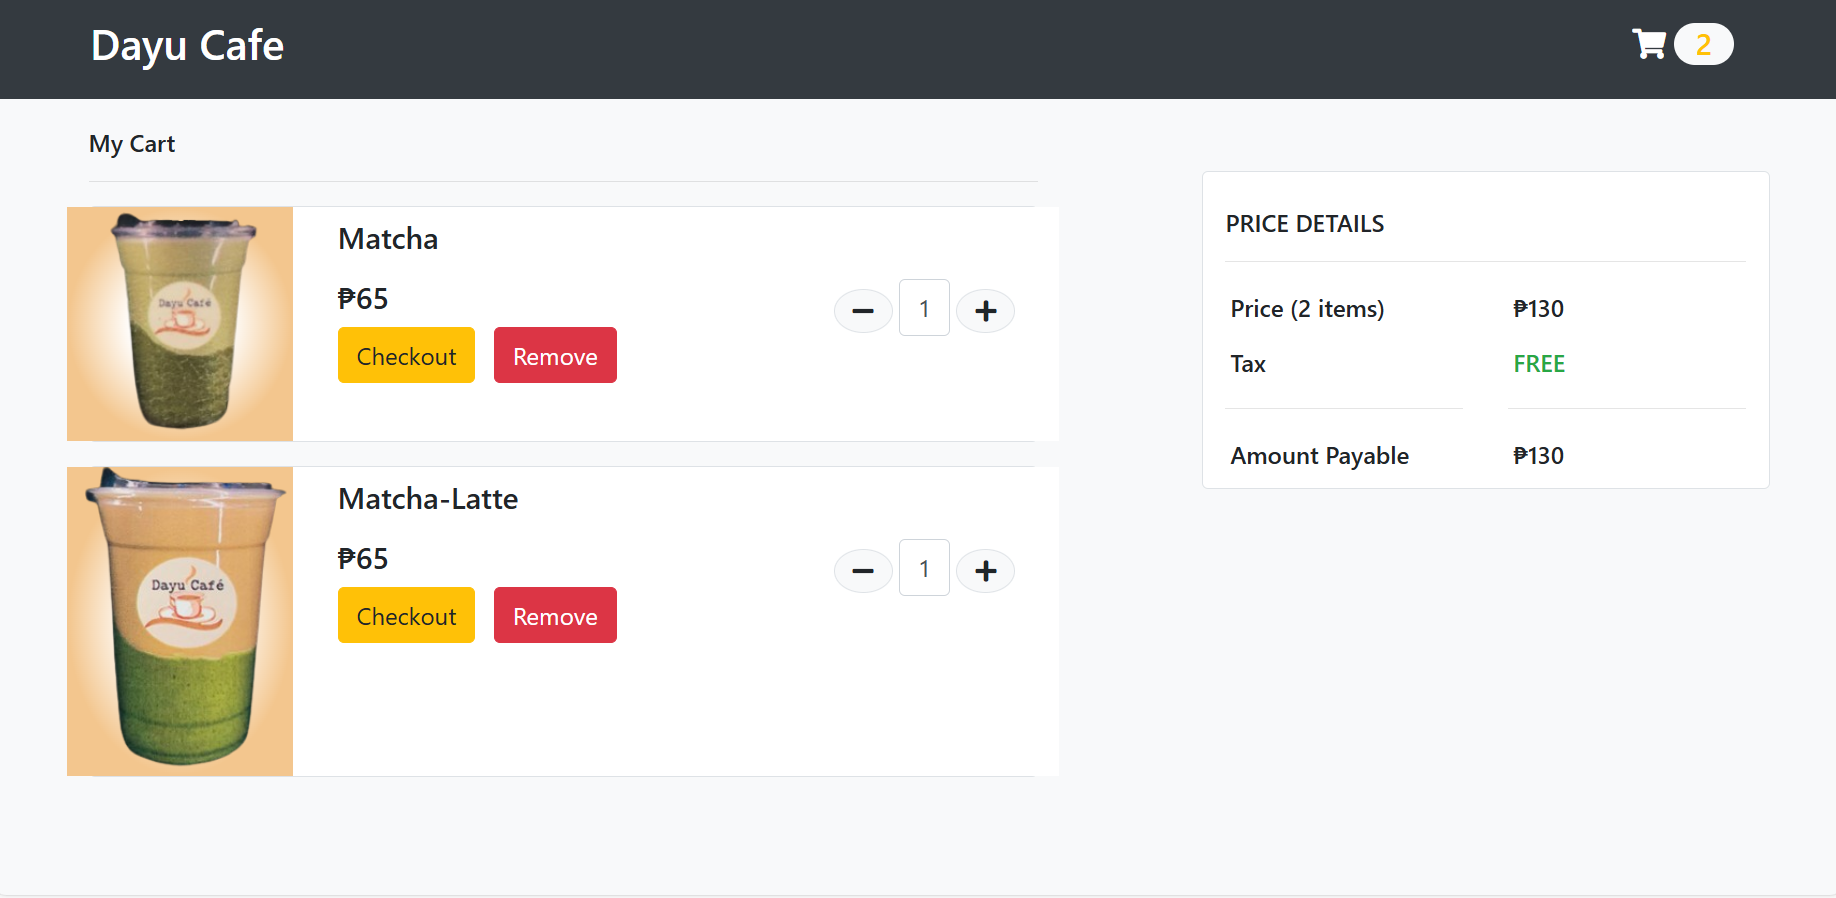 Dayu Cafe
2
My Cart
Dayu Café
Matcha
₱65
1
Checkout
Remove
Dayu Café
Matcha-Latte
₱65
1
Checkout
Remove
PRICE DETAILS
Price (2 items) ₱130
Tax FREE
Amount Payable ₱130